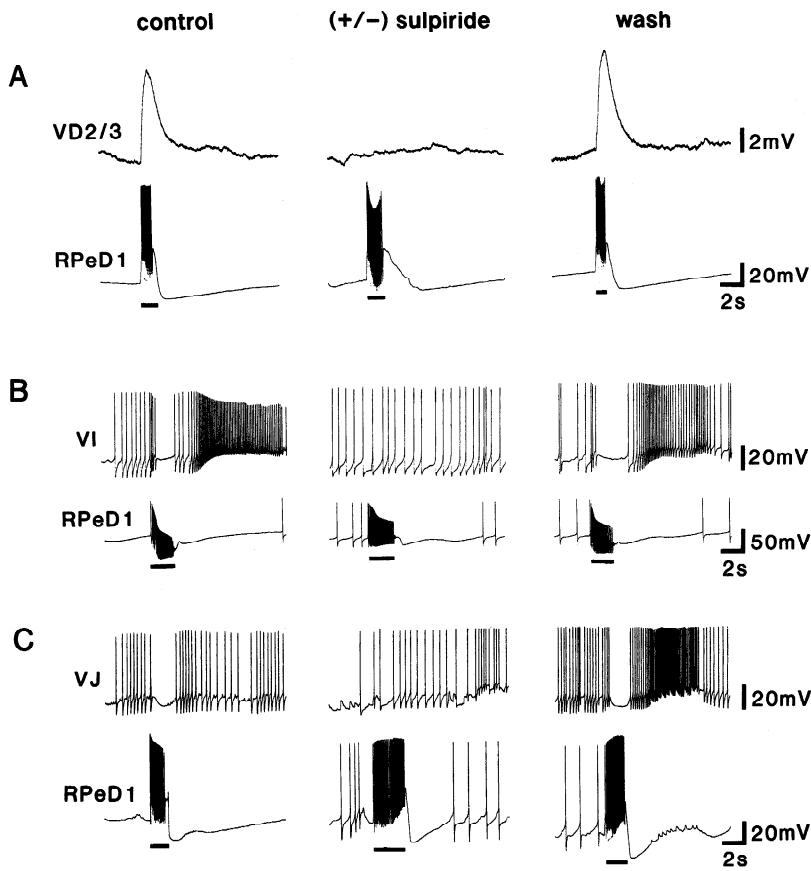 control (+/-) sulpiride wash
A
VD2/3
2mV
RPeD1
20mV
2s
B
VI
20mV
RPeD1
50mV
2s
C
VJ
20mV
RPeD1
20mV
2s